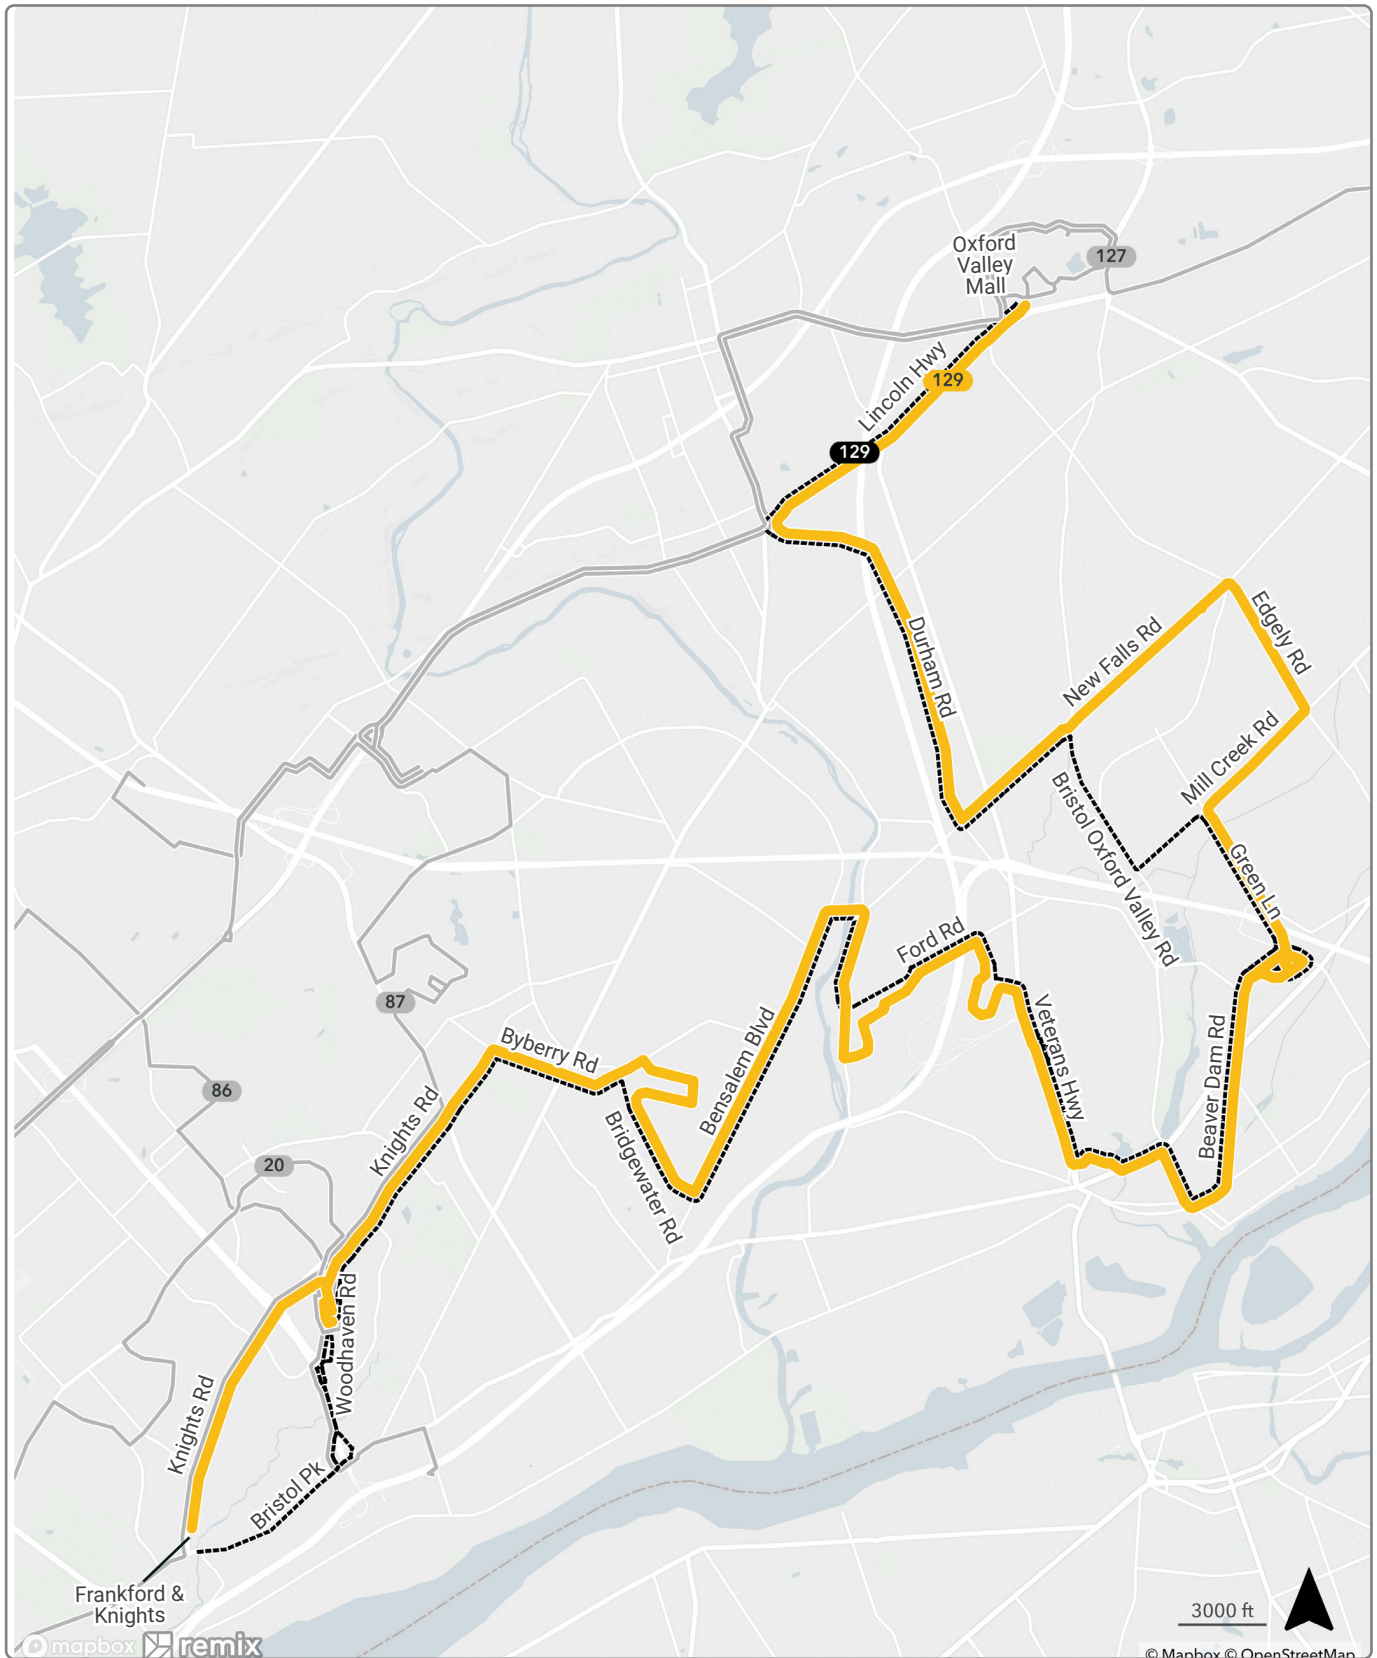 Oxford
Valley
Mall
127
Lincoln Hwy
129
129
Durham Rd
New Falls Rd
Edgely Rd
Mill Creek Rd
Bristol Oxford Valley Rd
Green Ln
Ford Rd
87
Byberry Rd
Bensalem Blvd
Veterans Hwy
Beaver Dam Rd
86
Knights Rd
Bridgewater Rd
20
Woodhaven Rd
Knights Rd
Bristol Pk
Frankford &
Knights
3000 ft
mapbox remix
© Mapbox © OpenStreetMap